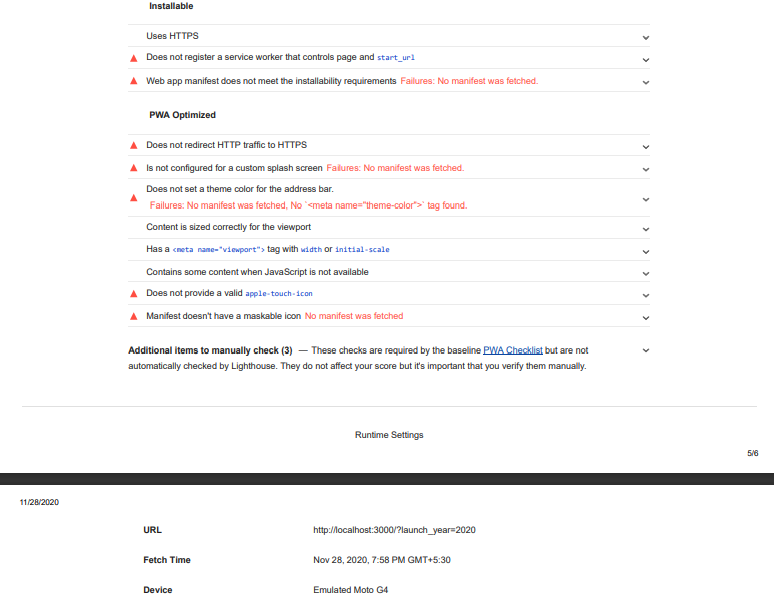 Installable
Uses HTTPS
Does not register a service worker that controls page and start_url
Web app manifest does not meet the installability requirements Failures: No manifest was fetched.
PWA Optimized
Does not redirect HTTP traffic to HTTPS
Is not configured for a custom splash screen Failures: No manifest was fetched.
Does not set a theme color for the address bar.
Failures: No manifest was fetched, No `<meta name="theme-color">` tag found.
Content is sized correctly for the viewport
Has a <meta name="viewport"> tag with width or initial-scale
Contains some content when JavaScript is not available
Does not provide a valid apple-touch-icon
Manifest doesn't have a maskable icon No manifest was fetched
Additional items to manually check (3) — These checks are required by the baseline PWA Checklist but are not
automatically checked by Lighthouse. They do not affect your score but it's important that you verify them manually.
Runtime Settings
5/6
11/28/2020
URL http://localhost:3000/?launch_year=2020
Fetch Time Nov 28, 2020, 7:58 PM GMT+5:30
Device Emulated Moto G4